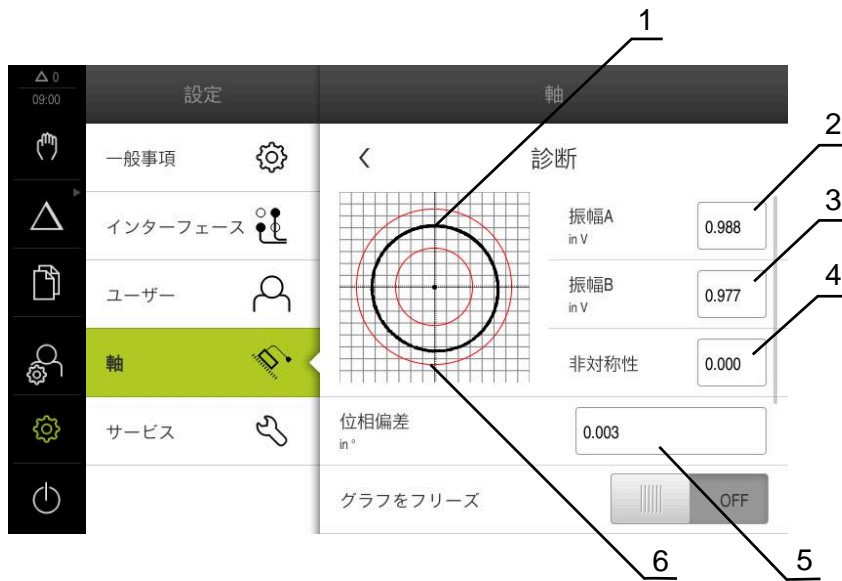 1
△ 0
09:00
設定
軸
一般事項
診断
2
振幅A
in V
0.988
インターフェース
3
振幅B
in V
0.977
ユーザー
4
非対称性
0.000
軸
位相偏差
in °
0.003
サービス
グラフをフリーズ
OFF
6
5